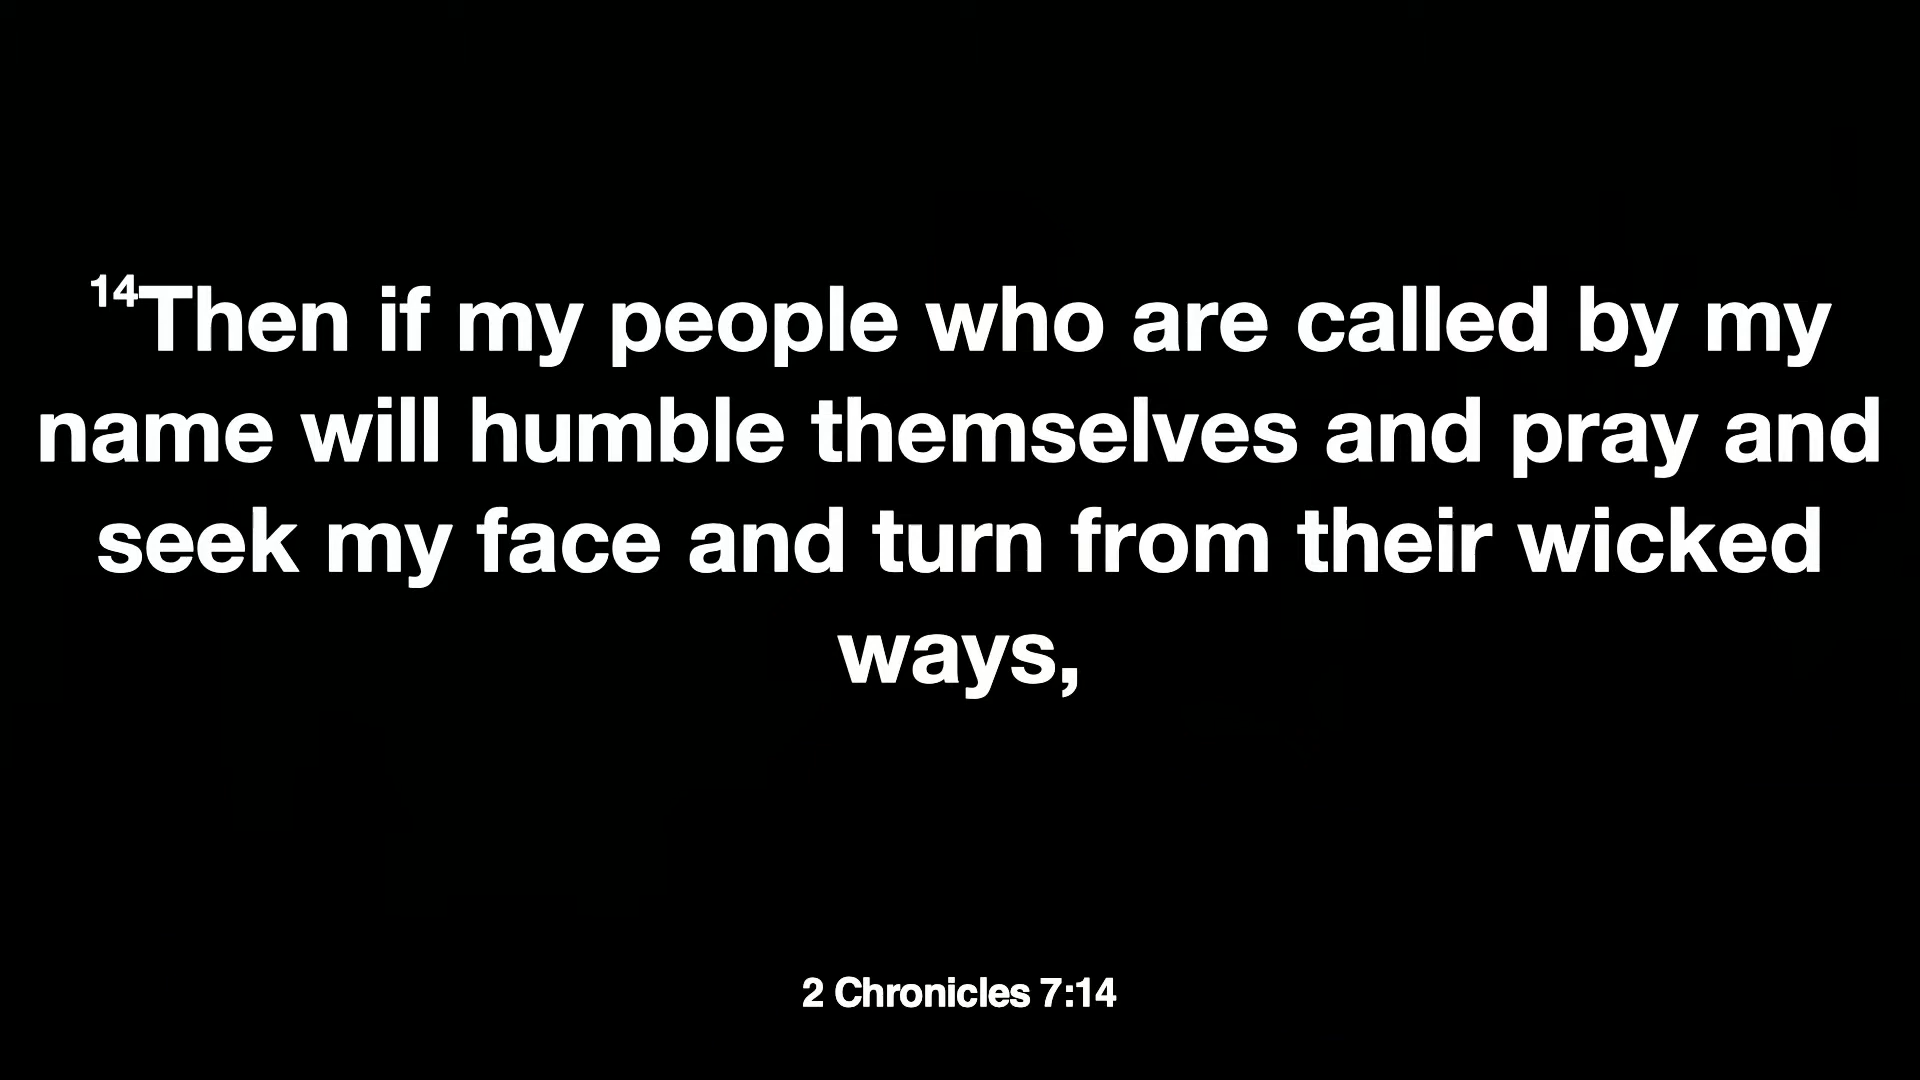 14Then if my people who are called by my
name will humble themselves and pray and
seek my face and turn from their wicked
ways,
2 Chronicles 7:14